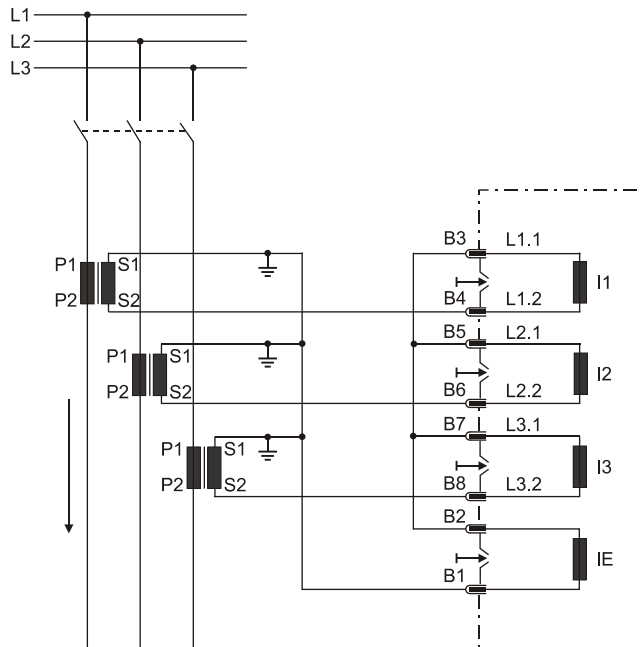 L1
L2
L3
B3 L1.1
P1 S1 I1
P2 S2 B4 L1.2
B5 L2.1
P1 S1 I2
P2 S2 B6 L2.2
B7 L3.1
P1 S1 I3
P2 S2 B8 L3.2
B2
IE
B1